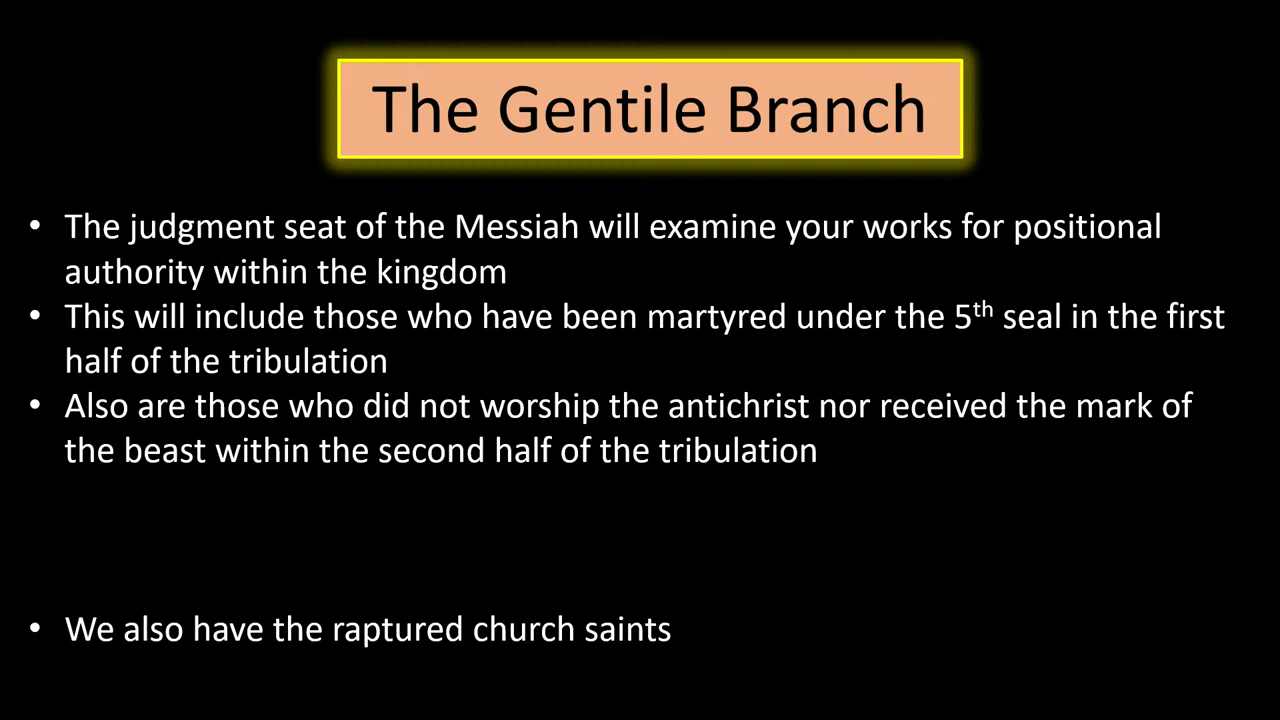 The Gentile Branch
• The judgment seat of the Messiah will examine your works for positional
authority within the kingdom
• This will include those who have been martyred under the 5th seal in the first
half of the tribulation
• Also are those who did not worship the antichrist nor received the mark of
the beast within the second half of the tribulation
• We also have the raptured church saints